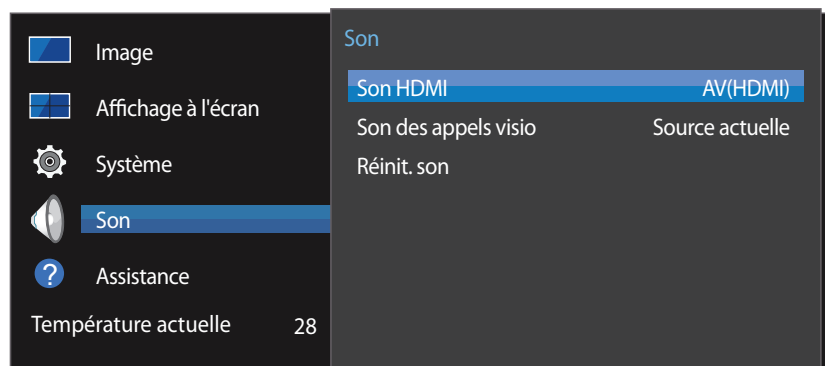 Image
Affichage à l'écran
Système
Son
Assistance
Température actuelle 28
Son
Son HDMI AV(HDMI)
Son des appels visio Source actuelle
Réinit. son